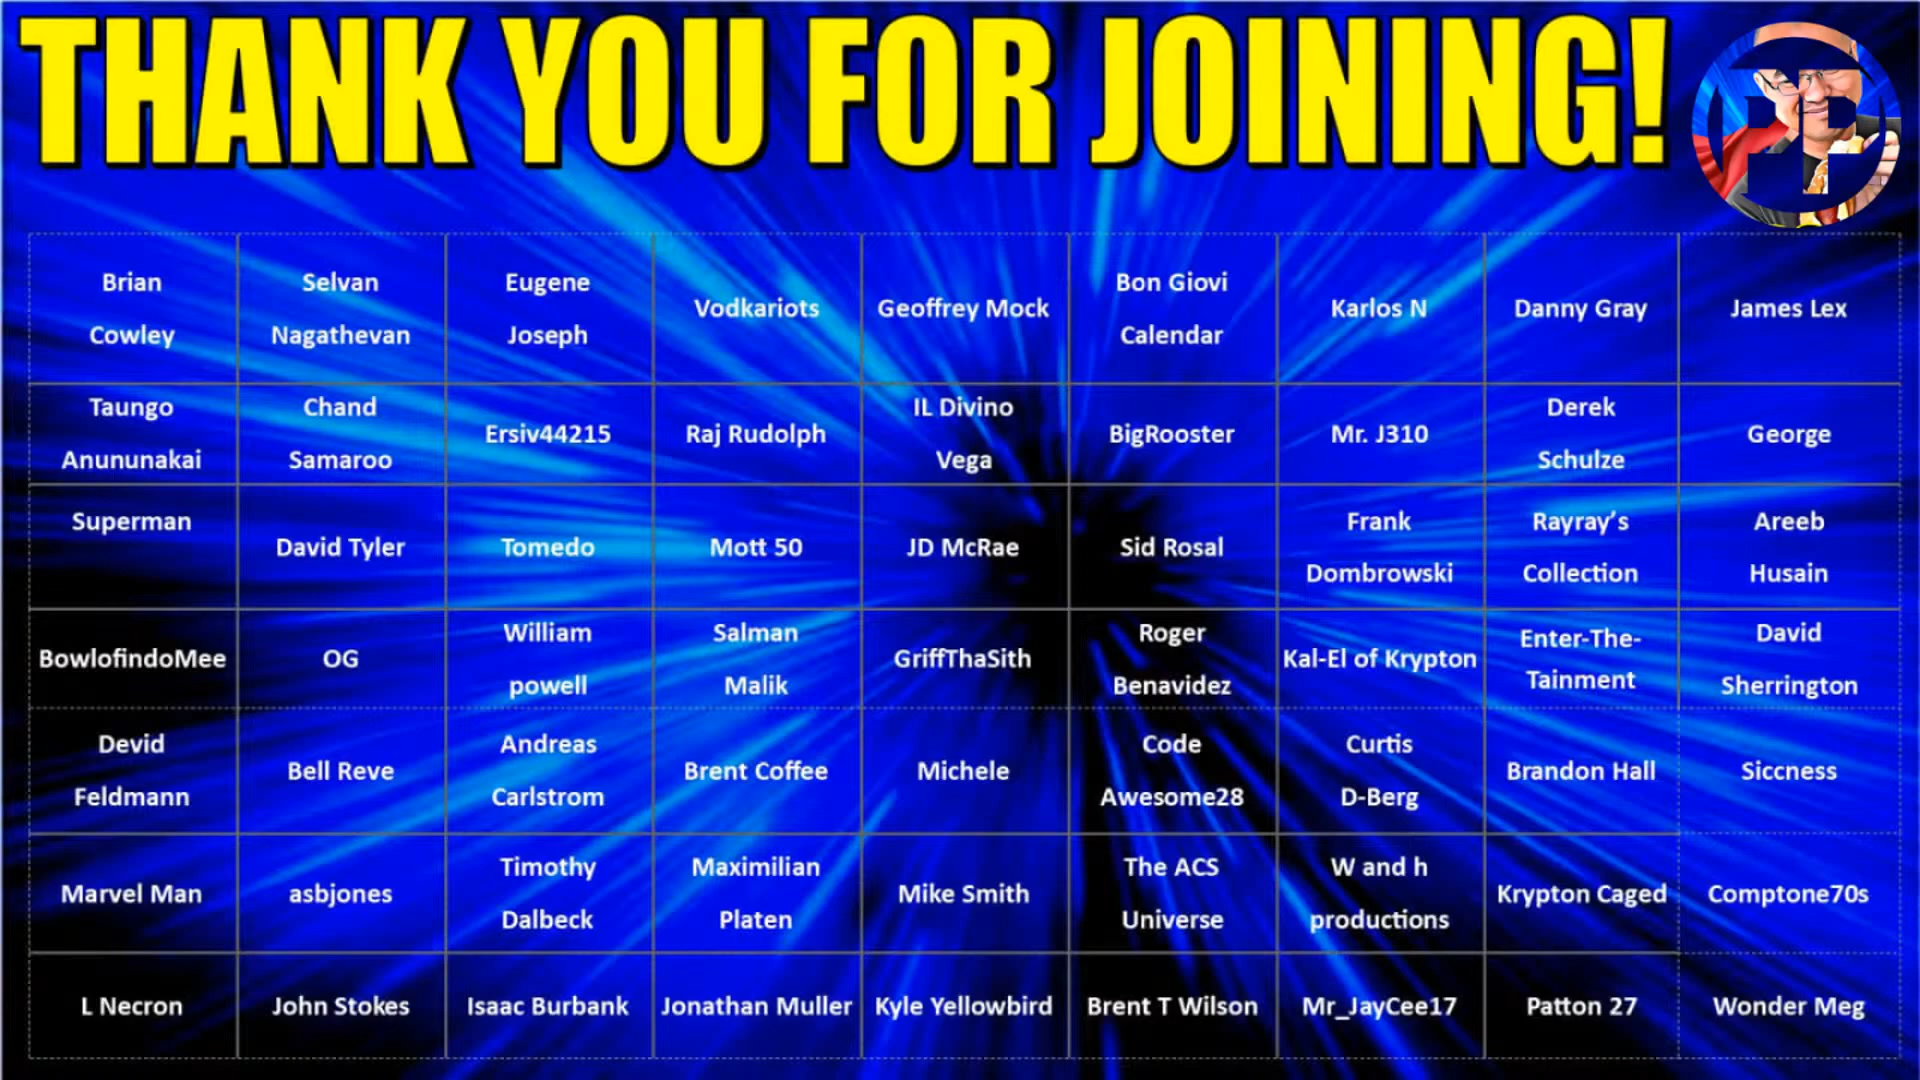 THANK YOU FOR JOINING!
PP
Brian
Cowley
Selvan
Nagathevan
Eugene
Joseph
Vodkariots
Geoffrey Mock
Bon Giovi
Calendar
Karlos N
Danny Gray
James Lex
Taungo
Anununakai
Chand
Samaroo
Ersiv44215
Raj Rudolph
IL Divino
Vega
BigRooster
Mr. J310
Derek
Schulze
George
Superman
David Tyler
Tomedo
Mott 50
JD McRae
Sid Rosal
Frank
Dombrowski
Rayray's
Collection
Areeb
Husain
BowlofindoMee
OG
William
powell
Salman
Malik
GriffThaSith
Roger
Benavidez
Kal-El of Krypton
Enter-The-
Tainment
David
Sherrington
Devid
Feldmann
Bell Reve
Andreas
Carlstrom
Brent Coffee
Michele
Code
Awesome28
Curtis
D-Berg
Brandon Hall
Siccness
Marvel Man
asbjones
Timothy
Dalbeck
Maximilian
Platen
Mike Smith
The ACS
Universe
W and h
productions
Krypton Caged
Comptone70s
L Necron
John Stokes
Isaac Burbank
Jonathan Muller
Kyle Yellowbird
Brent T Wilson
Mr_JayCee17
Patton 27
Wonder Meg